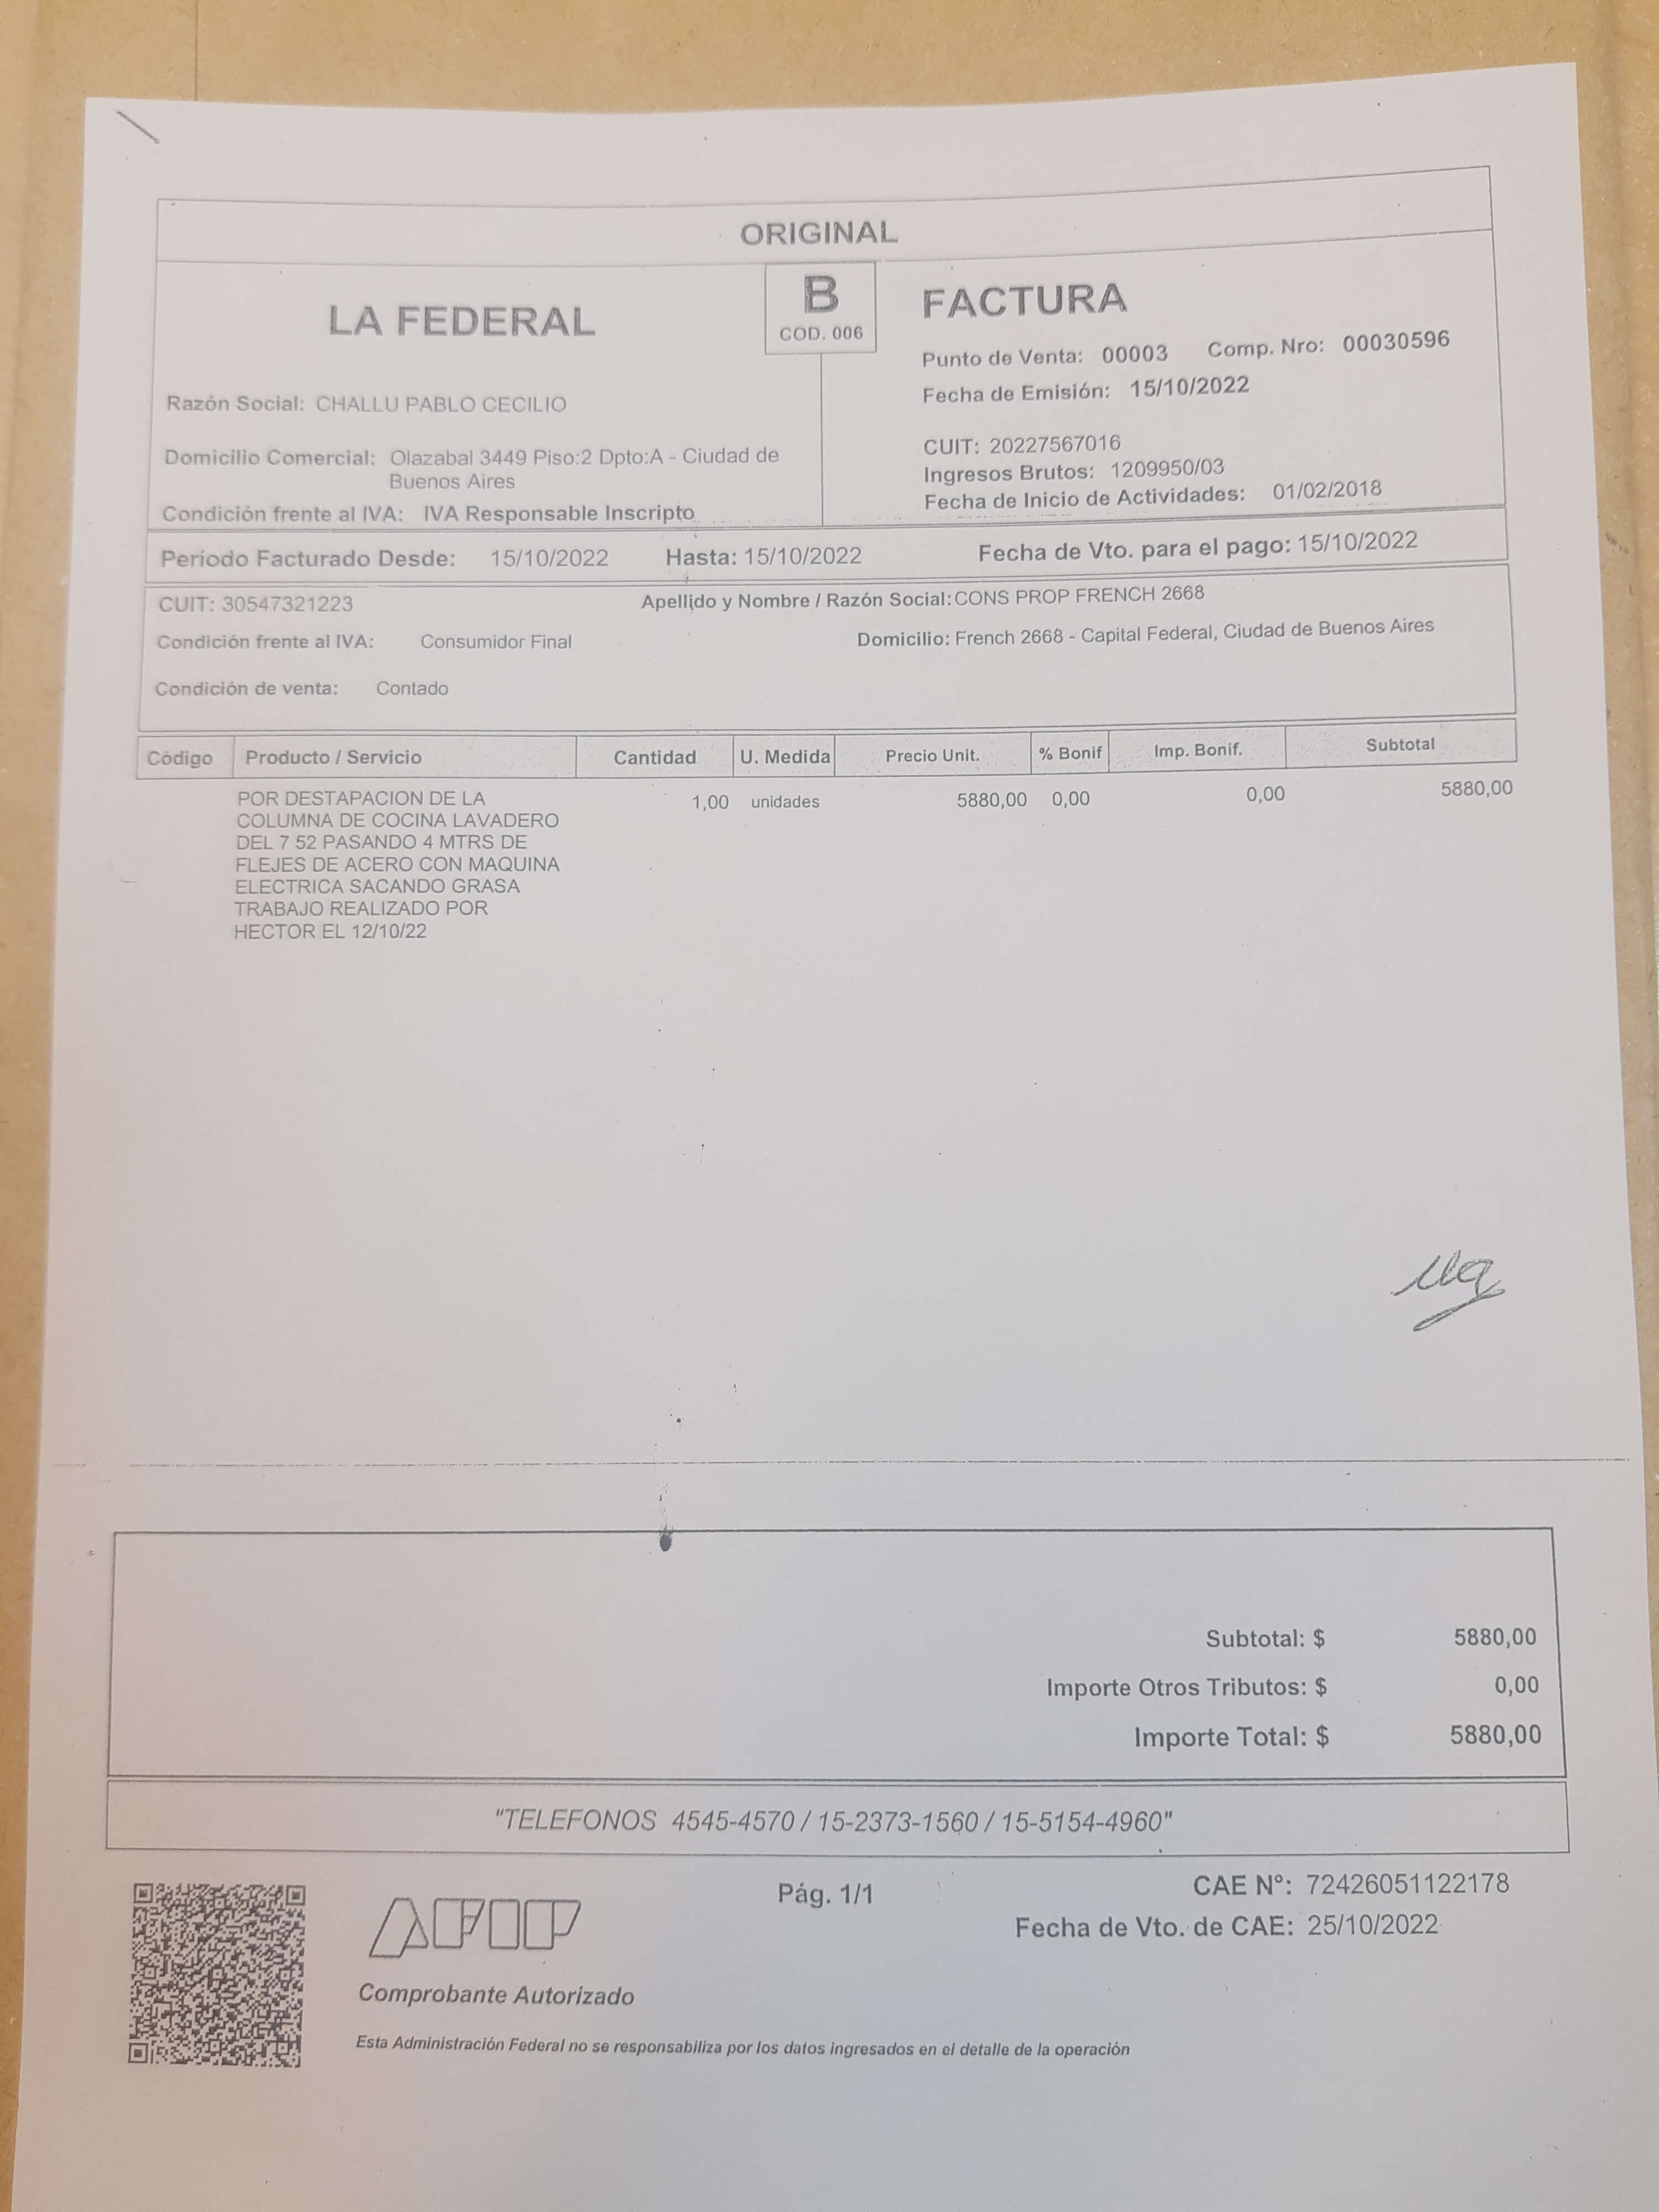 ORIGINAL
LA FEDERAL
B
COD. 006
FACTURA
Punto de Venta: 00003 Comp. Nro: 00030596
Fecha de Emisión: 15/10/2022
Razón Social: CHALLU PABLO CECILIO
Domicilio Comercial: Olazabal 3449 Piso:2 Dpto:A - Ciudad de
Buenos Aires
Condición frente al IVA: IVA Responsable Inscripto
CUIT: 20227567016
Ingresos Brutos: 1209950/03
Fecha de Inicio de Actividades: 01/02/2018
Período Facturado Desde: 15/10/2022 Hasta: 15/10/2022 Fecha de Vto. para el pago: 15/10/2022
CUIT: 30547321223 Apellido y Nombre / Razón Social: CONS PROP FRENCH 2668
Condición frente al IVA: Consumidor Final Domicilio: French 2668 - Capital Federal, Ciudad de Buenos Aires
Condición de venta: Contado
Código Producto / Servicio Cantidad U. Medida Precio Unit. % Bonif Imp. Bonif. Subtotal
POR DESTAPACION DE LA 1,00 unidades 5880,00 0,00 0,00 5880,00
COLUMNA DE COCINA LAVADERO
DEL 7 52 PASANDO 4 MTRS DE
FLEJES DE ACERO CON MAQUINA
ELECTRICA SACANDO GRASA
TRABAJO REALIZADO POR
HECTOR EL 12/10/22
Subtotal: $ 5880,00
Importe Otros Tributos: $ 0,00
Importe Total: $ 5880,00
"TELEFONOS 4545-4570 / 15-2373-1560 / 15-5154-4960"
AFIP
Pág. 1/1
CAE N°: 72426051122178
Fecha de Vto. de CAE: 25/10/2022
Comprobante Autorizado
Esta Administración Federal no se responsabiliza por los datos ingresados en el detalle de la operación